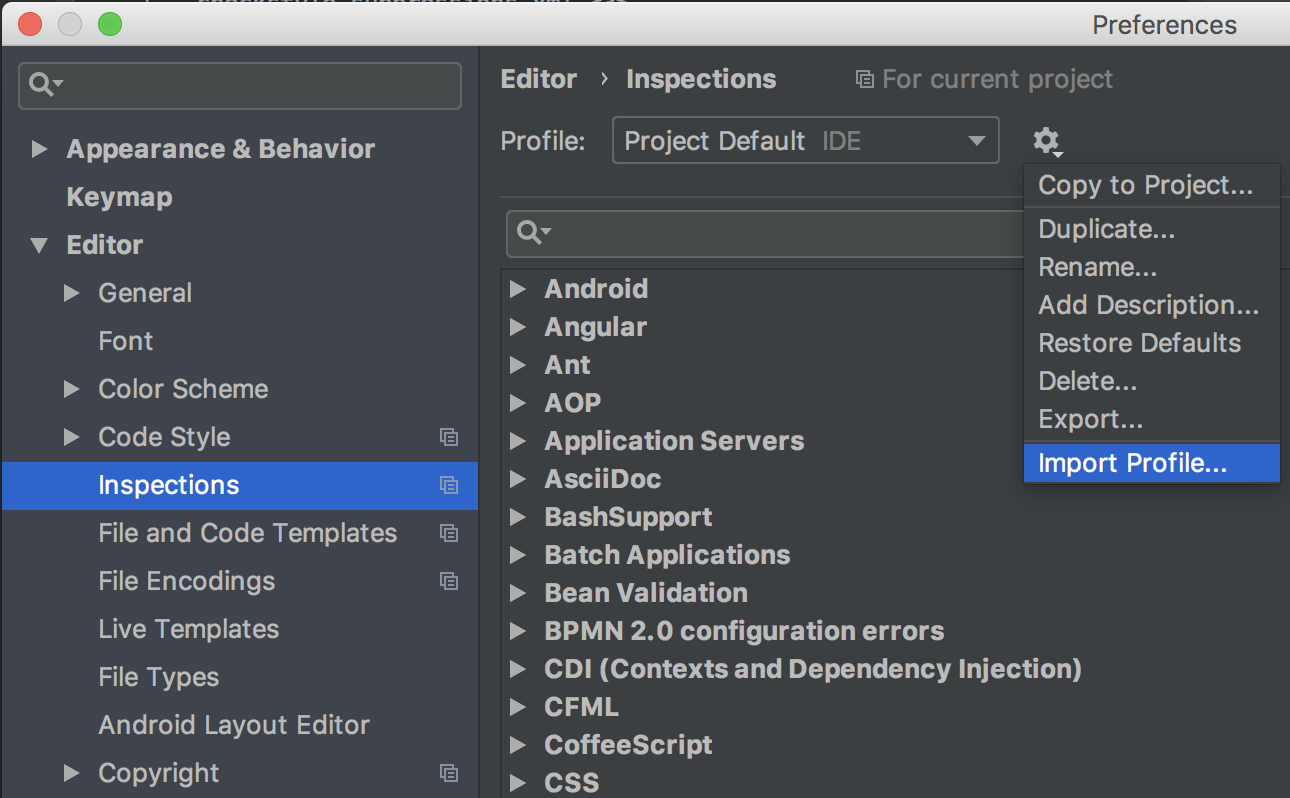 Preferences
Appearance & Behavior
Keymap
Editor
General
Font
Color Scheme
Code Style
Inspections
File and Code Templates
File Encodings
Live Templates
File Types
Android Layout Editor
Copyright
Editor › Inspections For current project
Profile: Project Default IDE
Copy to Project...
Duplicate...
Rename...
Add Description...
Restore Defaults
Delete...
Export...
Import Profile...
Android
Angular
Ant
AOP
Application Servers
AsciiDoc
BashSupport
Batch Applications
Bean Validation
BPMN 2.0 configuration errors
CDI (Contexts and Dependency Injection)
CFML
CoffeeScript
CSS